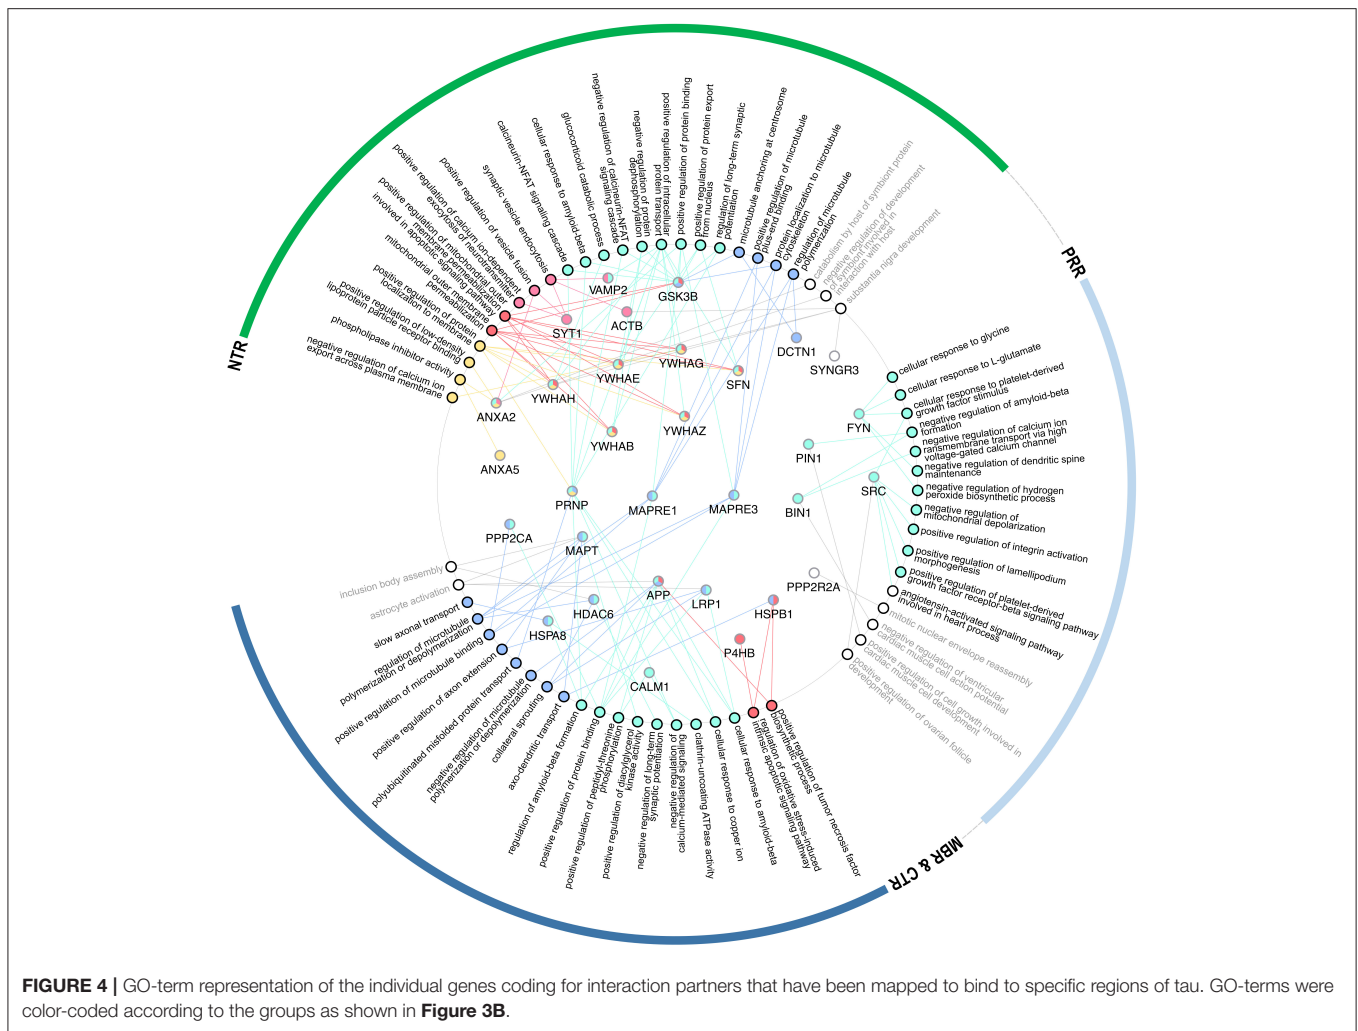 NTR
PRR
MBR & CTR
negative regulation of calcium ion
export across plasma membrane
phospholipase inhibitor activity
positive regulation of low-density
lipoprotein particle receptor binding
positive regulation of protein
localization to membrane
mitochondrial outer membrane
permeabilization
positive regulation of mitochondrial outer
membrane permeabilization
involved in apoptotic signaling pathway
positive regulation of calcium ion-dependent
exocytosis of neurotransmitter
positive regulation of vesicle fusion
synaptic vesicle endocytosis
calcineurin-NFAT signaling cascade
cellular response to amyloid-beta
glucocorticoid catabolic process
negative regulation of calcineurin-NFAT
signaling cascade
negative regulation of protein
dephosphorylation
positive regulation of intracellular
protein transport
positive regulation of protein binding
positive regulation of protein export
from nucleus
regulation of long-term synaptic
potentiation
microtubule anchoring at centrosome
positive regulation of microtubule
plus-end binding
protein localization to microtubule
cytoskeleton
regulation of microtubule
polymerization
catabolism by host of symbiont protein
negative regulation of development
of symbiont involved in
interaction with host
substantia nigra development
cellular response to glycine
cellular response to L-glutamate
cellular response to platelet-derived
growth factor stimulus
negative regulation of amyloid-beta
formation
negative regulation of calcium ion
ransmembrane transport via high
voltage-gated calcium channel
negative regulation of dendritic spine
maintenance
negative regulation of hydrogen
peroxide biosynthetic process
negative regulation of
mitochondrial depolarization
positive regulation of integrin activation
positive regulation of lamellipodium
morphogenesis
positive regulation of platelet-derived
growth factor receptor-beta signaling pathway
angiotensin-activated signaling pathway
involved in heart process
mitotic nuclear envelope reassembly
negative regulation of ventricular
cardiac muscle cell action potential
positive regulation of cell growth involved in
cardiac muscle cell development
positive regulation of ovarian follicle
development
VAMP2
GSK3B
SYT1
ACTB
DCTN1
SYNGR3
YWHAG
YWHAE
SFN
YWHAH
ANXA2
YWHAZ
FYN
YWHAB
PIN1
ANXA5
SRC
PRNP
MAPRE1
MAPRE3
BIN1
PPP2CA
MAPT
PPP2R2A
APP
LRP1
HDAC6
HSPB1
HSPA8
P4HB
CALM1
inclusion body assembly
astrocyte activation
slow axonal transport
regulation of microtubule
polymerization or depolymerization
positive regulation of microtubule binding
positive regulation of axon extension
polyubiquitinated misfolded protein transport
negative regulation of microtubule
polymerization or depolymerization
collateral sprouting
axo-dendritic transport
regulation of amyloid-beta formation
positive regulation of protein binding
positive regulation of peptidyl-threonine
phosphorylation
positive regulation of diacylglycerol
kinase activity
negative regulation of long-term
synaptic potentiation
negative regulation of
calcium-mediated signaling
clathrin-uncoating ATPase activity
cellular response to copper ion
cellular response to amyloid-beta
regulation of oxidative stress-induced
intrinsic apoptotic signaling pathway
positive regulation of tumor necrosis factor
biosynthetic process
FIGURE 4 | GO-term representation of the individual genes coding for interaction partners that have been mapped to bind to specific regions of tau. GO-terms were
color-coded according to the groups as shown in Figure 3B.